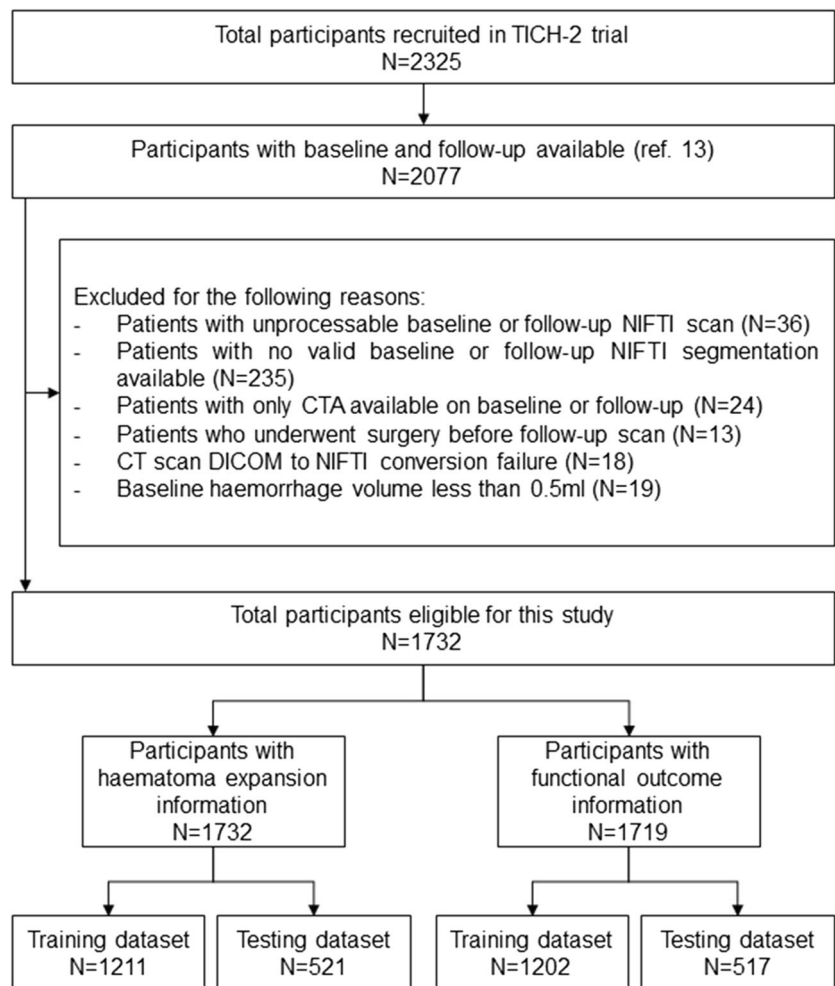 Total participants recruited in TICH-2 trial
N=2325
Participants with baseline and follow-up available (ref. 13)
N=2077
Excluded for the following reasons:
- Patients with unprocessable baseline or follow-up NIFTI scan (N=36)
- Patients with no valid baseline or follow-up NIFTI segmentation
available (N=235)
- Patients with only CTA available on baseline or follow-up (N=24)
- Patients who underwent surgery before follow-up scan (N=13)
- CT scan DICOM to NIFTI conversion failure (N=18)
- Baseline haemorrhage volume less than 0.5ml (N=19)
Total participants eligible for this study
N=1732
Participants with
haematoma expansion
information
N=1732
Participants with
functional outcome
information
N=1719
Training dataset
N=1211
Testing dataset
N=521
Training dataset
N=1202
Testing dataset
N=517